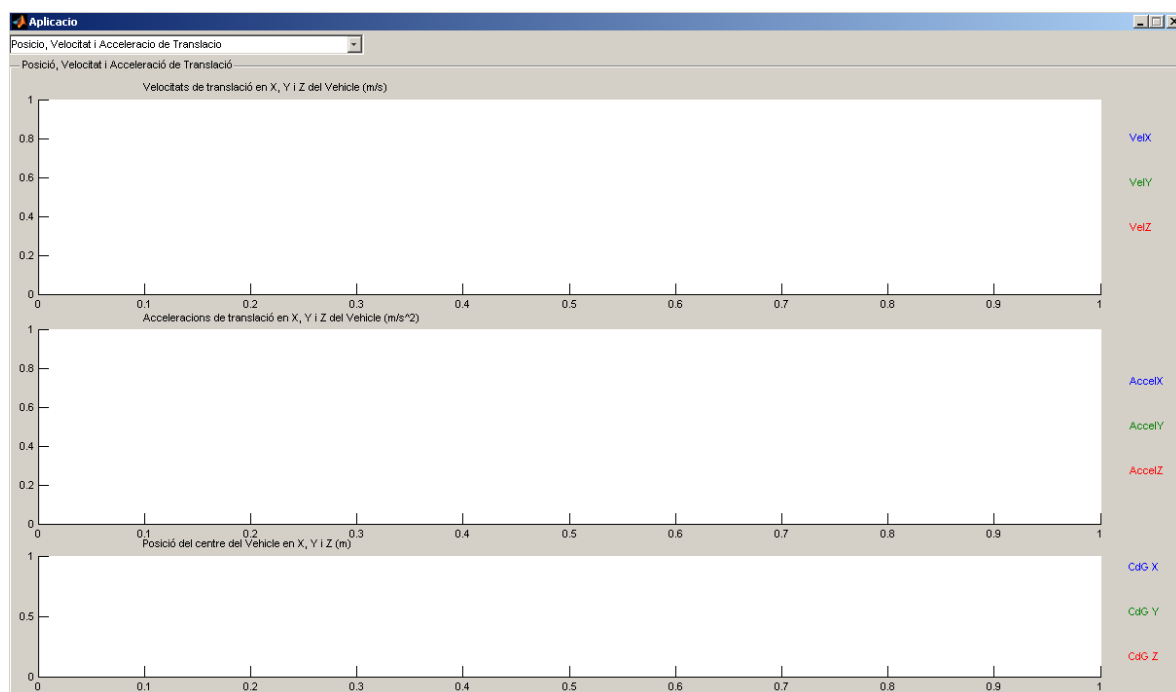 Aplicacio
Posicio, Velocitat i Acceleracio de Translacio
Posició, Velocitat i Acceleració de Translació
Velocitats de translació en X, Y i Z del Vehicle (m/s)
1
0.8
0.6
0.4
0.2
0
0 0.1 0.2 0.3 0.4 0.5 0.6 0.7 0.8 0.9 1
VelX
VelY
VelZ
Acceleracions de translació en X, Y i Z del Vehicle (m/s^2)
1
0.8
0.6
0.4
0.2
0
0 0.1 0.2 0.3 0.4 0.5 0.6 0.7 0.8 0.9 1
AccelX
AccelY
AccelZ
Posició del centre del Vehicle en X, Y i Z (m)
1
0.5
0
0 0.1 0.2 0.3 0.4 0.5 0.6 0.7 0.8 0.9 1
CdG X
CdG Y
CdG Z